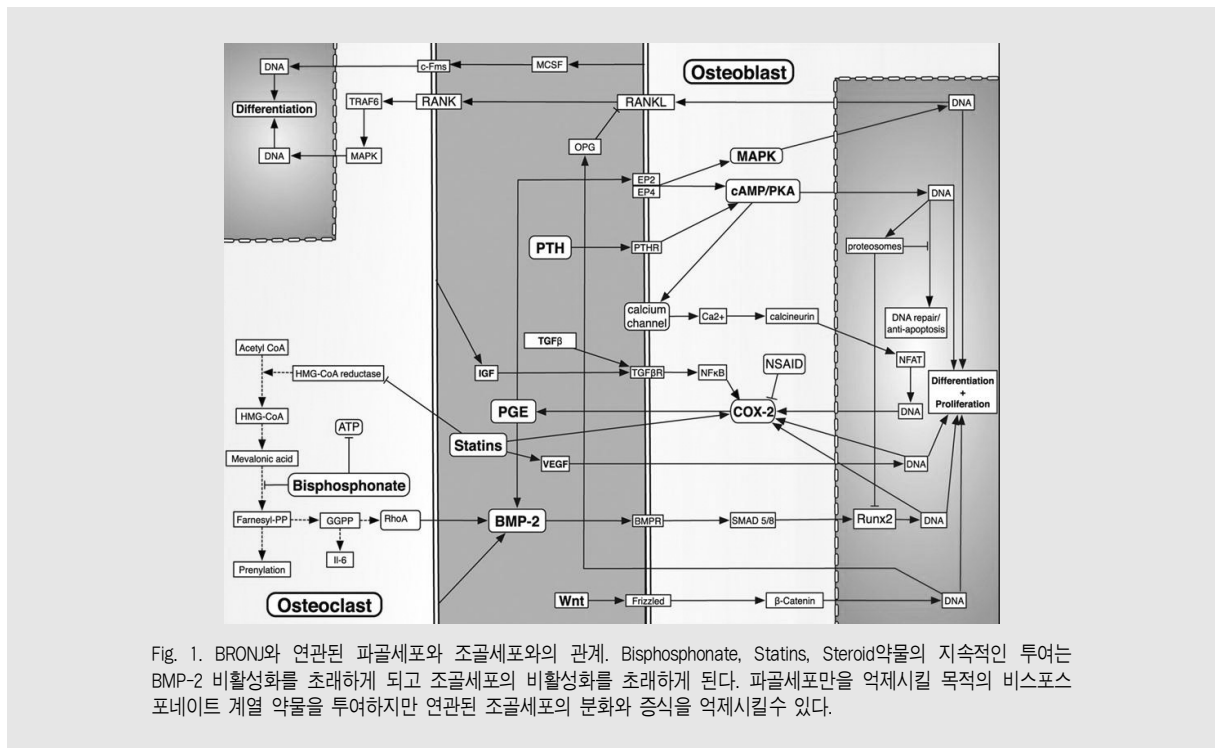 DNA
c-Fms
MCSF
Osteoblast
Differentiation
TRAF6
RANK
RANKL
DNA
OPG
DNA
MAPK
MAPK
EP2
EP4
cAMP/PKA
DNA
PTH
PTHR
proteosomes
calcium
channel
Ca2+
calcineurin
DNA repair/
anti-apoptosis
TGFβ
Acetyl CoA
HMG-CoA reductase
IGF
TGFβR
NFκB
NSAID
NFAT
Differentiation
+
Proliferation
HMG-CoA
PGE
COX-2
DNA
ATP
Statins
Mevalonic acid
VEGF
DNA
Bisphosphonate
Farnesyl-PP
GGPP
RhoA
BMP-2
BMPR
SMAD 5/8
Runx2
DNA
Il-6
Prenylation
Osteoclast
Wnt
Frizzled
β-Catenin
DNA
Fig. 1. BRONJ와 연관된 파골세포와 조골세포와의 관계. Bisphosphonate, Statins, Steroid약물의 지속적인 투여는
BMP-2 비활성화를 초래하게 되고 조골세포의 비활성화를 초래하게 된다. 파골세포만을 억제시킬 목적의 비스포스
포네이트 계열 약물을 투여하지만 연관된 조골세포의 분화와 증식을 억제시킬수 있다.